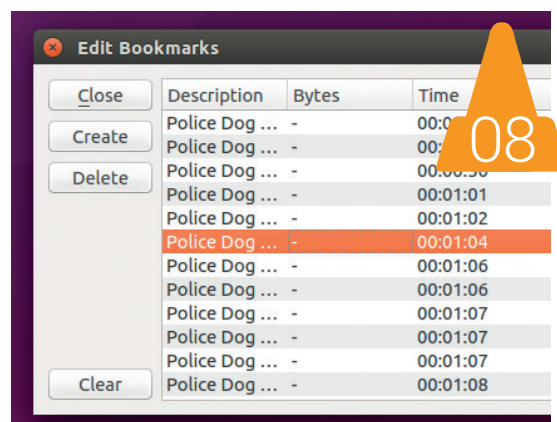 Edit Bookmarks
08
Close
Create
Delete
Clear
Description Bytes Time
Police Dog ... -
Police Dog ... -
Police Dog ... -
Police Dog ... - 00:01:01
Police Dog ... - 00:01:02
Police Dog ... - 00:01:04
Police Dog ... - 00:01:06
Police Dog ... - 00:01:06
Police Dog ... - 00:01:07
Police Dog ... - 00:01:07
Police Dog ... - 00:01:07
Police Dog ... - 00:01:08